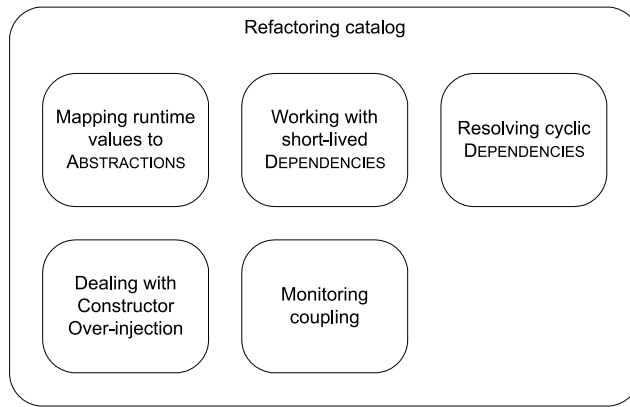 Refactoring catalog
Mapping runtime
values to
ABSTRACTIONS
Working with
short-lived
DEPENDENCIES
Resolving cyclic
DEPENDENCIES
Dealing with
Constructor
Over-injection
Monitoring
coupling